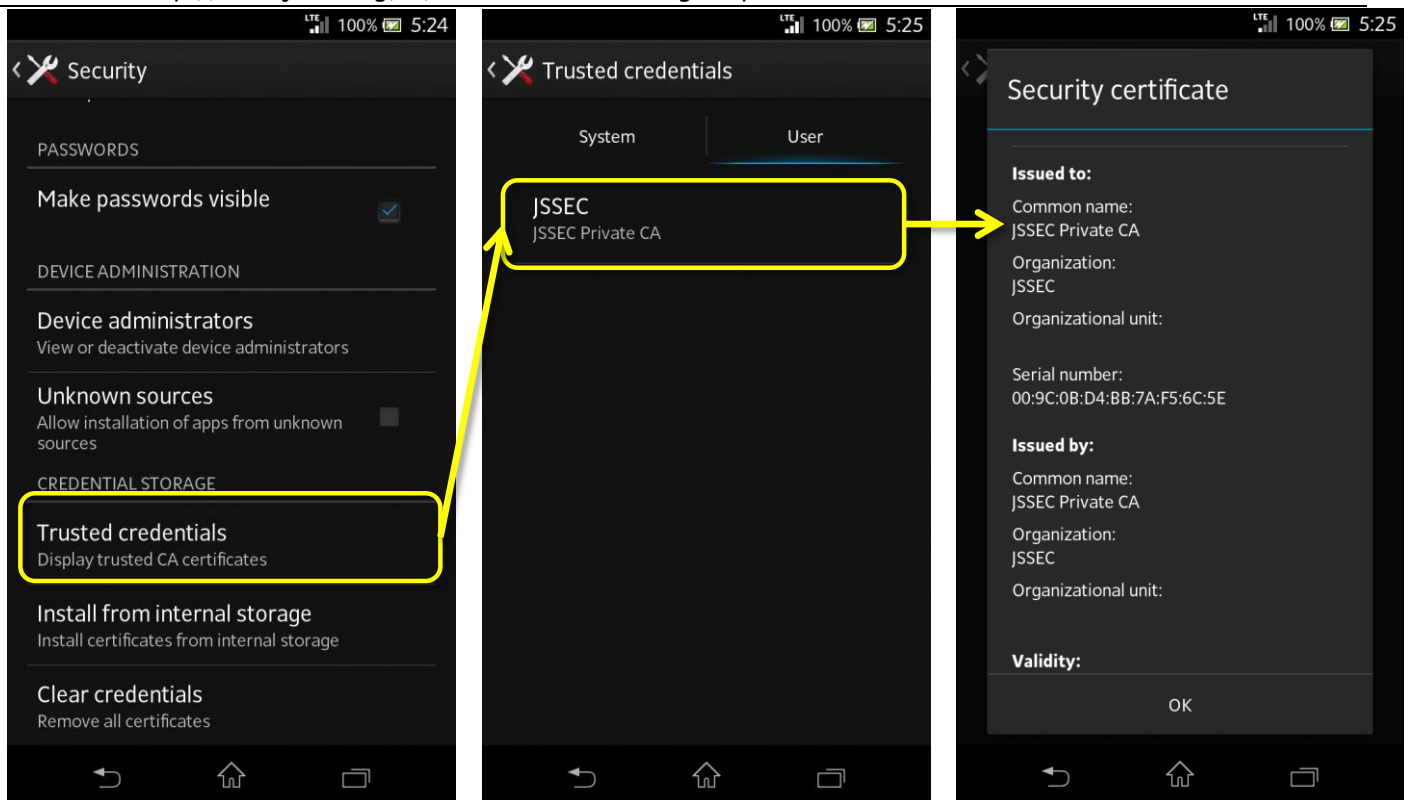 100% 5:24
Security
PASSWORDS
Make passwords visible
DEVICE ADMINISTRATION
Device administrators
View or deactivate device administrators
Unknown sources
Allow installation of apps from unknown
sources
CREDENTIAL STORAGE
Trusted credentials
Display trusted CA certificates
Install from internal storage
Install certificates from internal storage
Clear credentials
Remove all certificates
LTE 100% 5:25
Trusted credentials
System User
JSSEC
JSSEC Private CA
LTE 100% 5:25
Security certificate
Issued to:
Common name:
JSSEC Private CA
Organization:
JSSEC
Organizational unit:
Serial number:
00:9C:0B:D4:BB:7A:F5:6C:5E
Issued by:
Common name:
JSSEC Private CA
Organization:
JSSEC
Organizational unit:
Validity:
OK